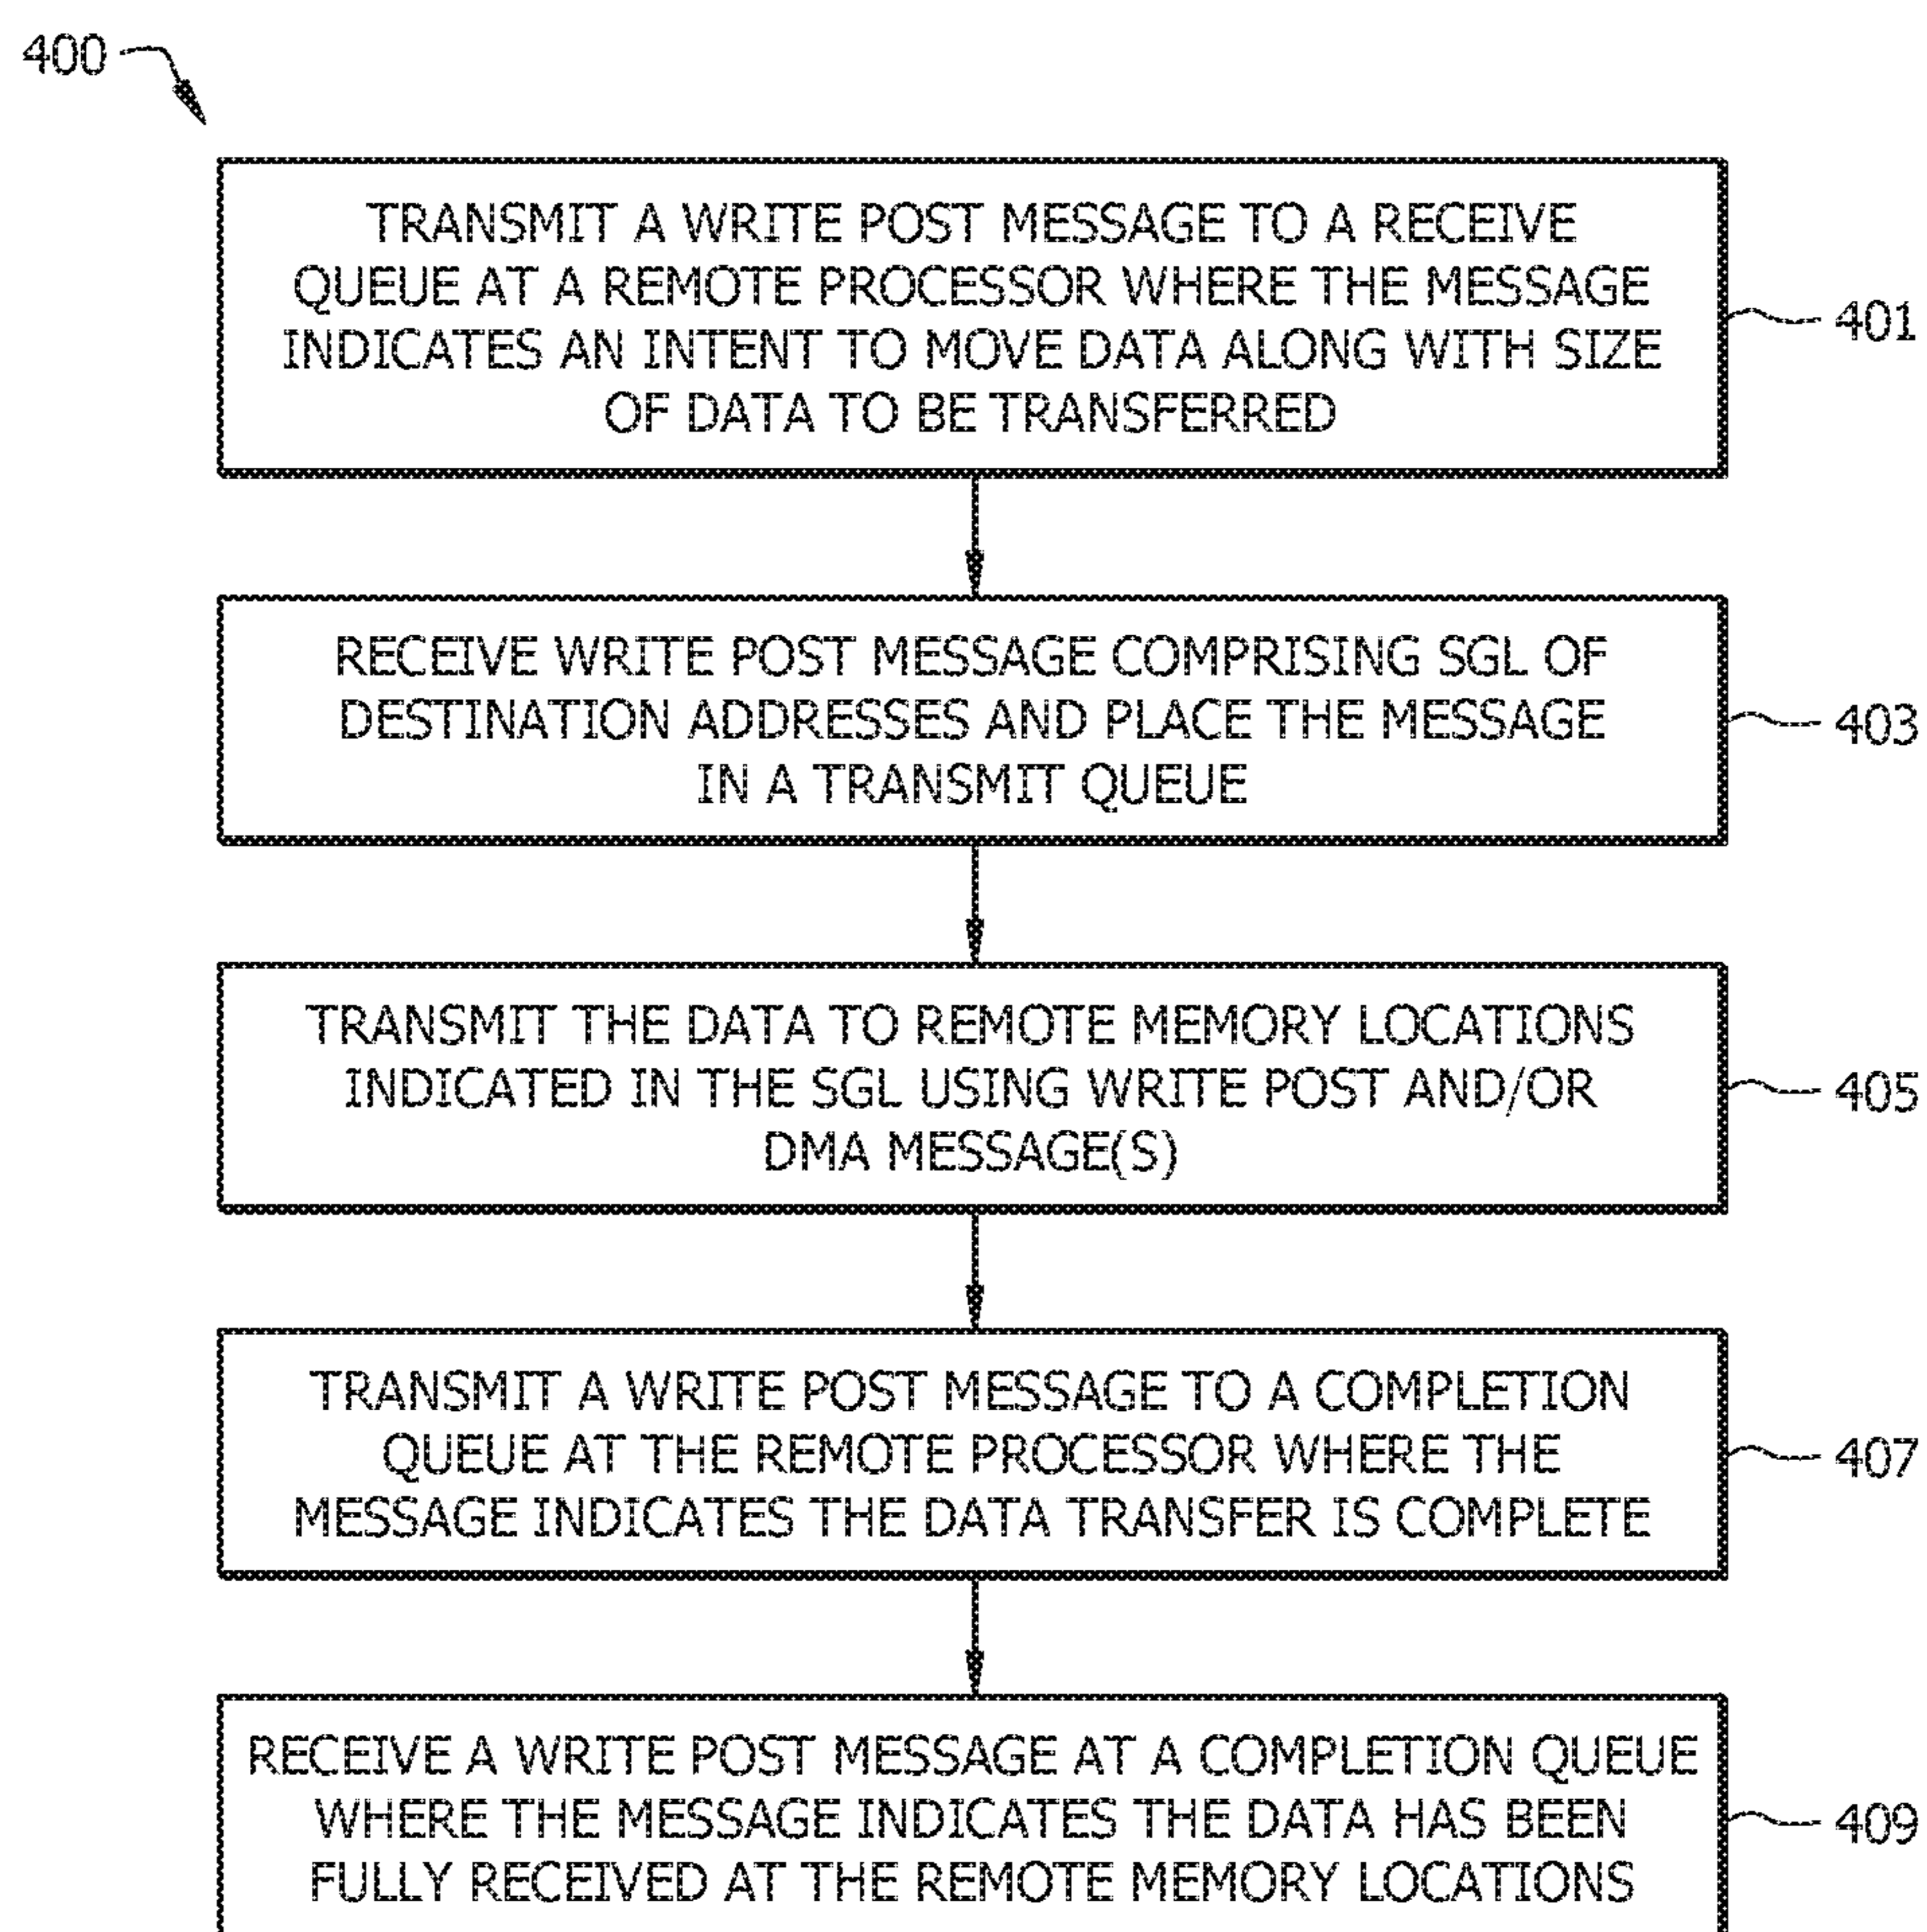 400
TRANSMIT A WRITE POST MESSAGE TO A RECEIVE
QUEUE AT A REMOTE PROCESSOR WHERE THE MESSAGE
INDICATES AN INTENT TO MOVE DATA ALONG WITH SIZE
OF DATA TO BE TRANSFERRED
401
RECEIVE WRITE POST MESSAGE COMPRISING SGL OF
DESTINATION ADDRESSES AND PLACE THE MESSAGE
IN A TRANSMIT QUEUE
403
TRANSMIT THE DATA TO REMOTE MEMORY LOCATIONS
INDICATED IN THE SGL USING WRITE POST AND/OR
DMA MESSAGE(S)
405
TRANSMIT A WRITE POST MESSAGE TO A COMPLETION
QUEUE AT THE REMOTE PROCESSOR WHERE THE
MESSAGE INDICATES THE DATA TRANSFER IS COMPLETE
407
RECEIVE A WRITE POST MESSAGE AT A COMPLETION QUEUE
WHERE THE MESSAGE INDICATES THE DATA HAS BEEN
FULLY RECEIVED AT THE REMOTE MEMORY LOCATIONS
409